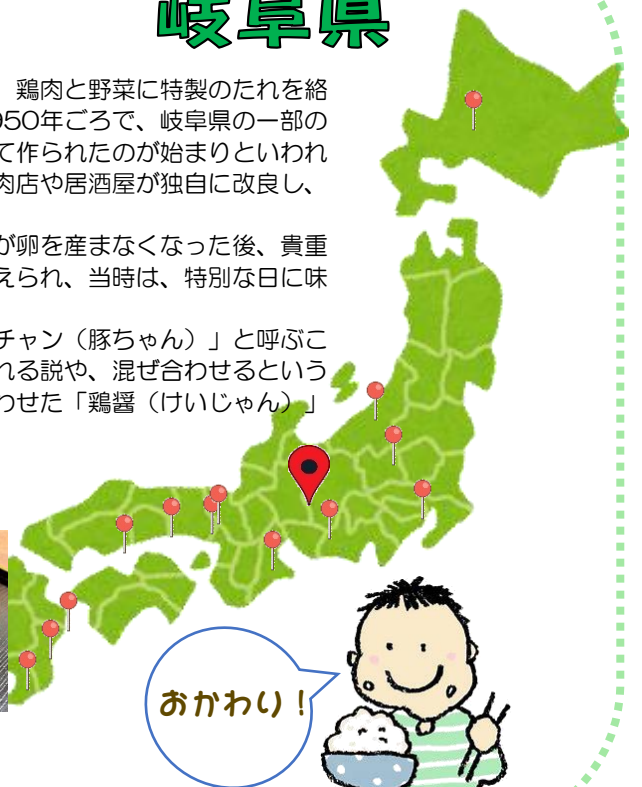 岐阜県
鶏肉と野菜に特製のたれを絡
950年ごろで、岐阜県の一部の
て作られたのが始まりといわれ
肉店や居酒屋が独自に改良し、
が卵を産まなくなった後、貴重
えられ、当時は、特別な日に味
チャン（豚ちゃん）」と呼ぶこ
れる説や、混ぜ合わせるという
わせた「鶏醤（けいじゃん）」
おかわり！